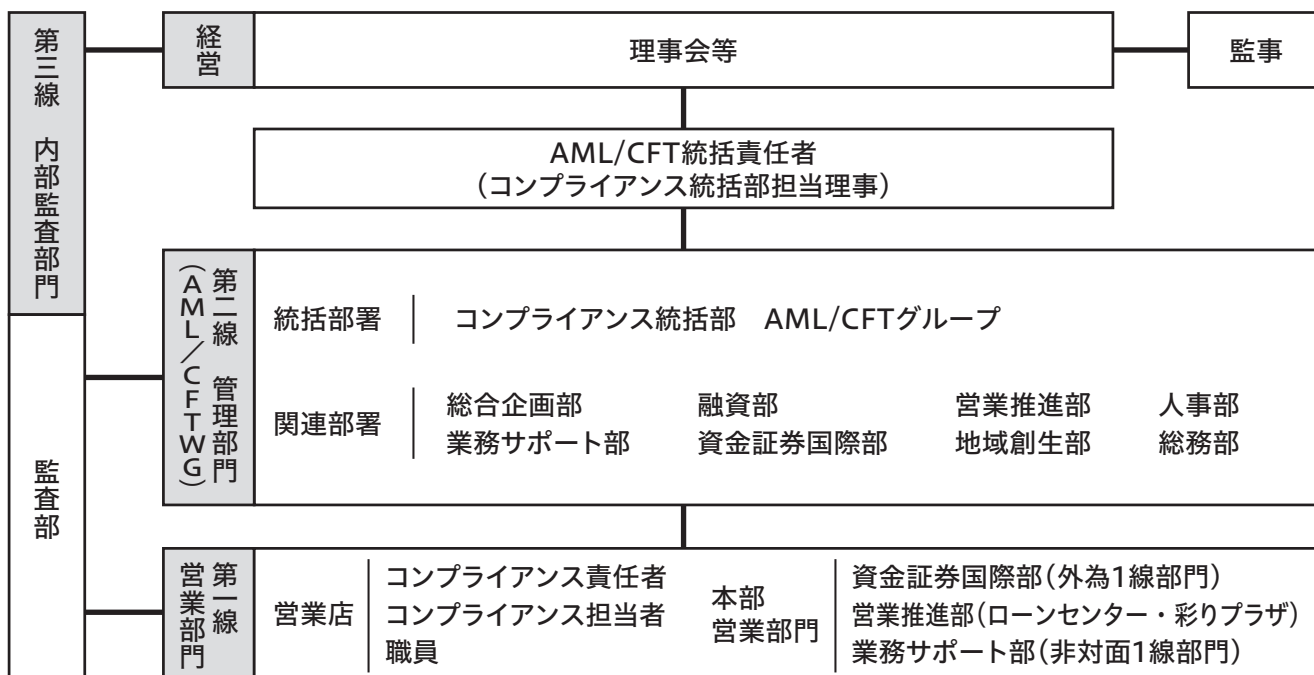 第三線　内部監査部門
監査部
経営
理事会等
監事
AML/CFT統括責任者
（コンプライアンス統括部担当理事）
第二線　管理部門
（AML／CFTWG）
統括部署
コンプライアンス統括部　AML/CFTグループ
関連部署
総合企画部　融資部　営業推進部　人事部
業務サポート部　資金証券国際部　地域創生部　総務部
第一線
営業部門
営業店
コンプライアンス責任者
コンプライアンス担当者
職員
本部
営業部門
資金証券国際部（外為1線部門）
営業推進部（ローンセンター・彩りプラザ）
業務サポート部（非対面1線部門）